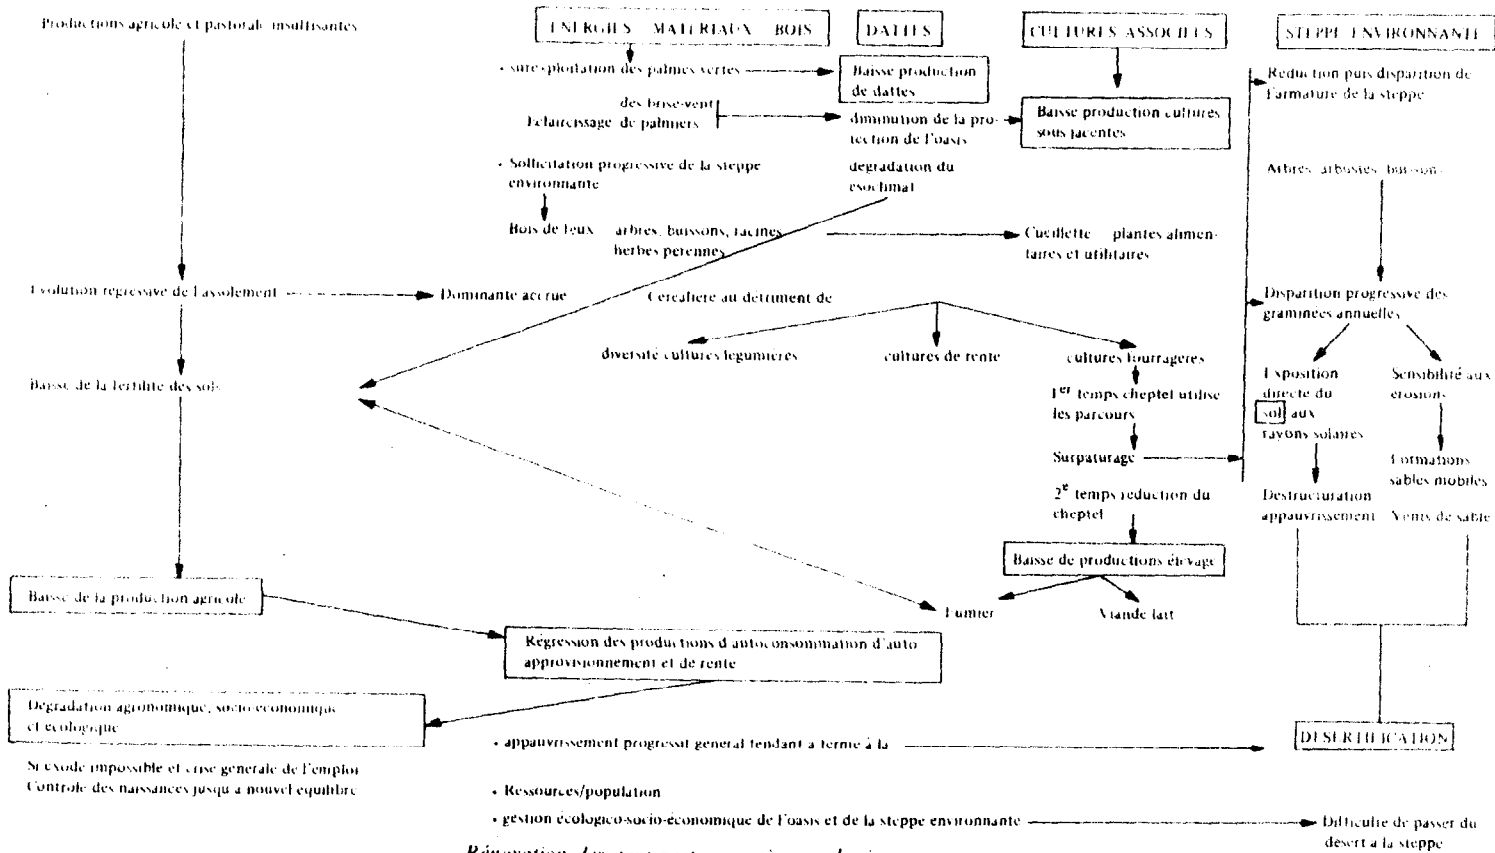 Productions agricole et pastorale insuffisantes
ENERGIES MATERIAUX BOIS
DATTES
CULTURES ASSOCIEES
STEPPE ENVIRONNANTE
• surexploitation des palmes vertes
Baisse production
de dattes
Réduction puis disparition de
l'armature de la steppe
des brise-vent
Eclaircissage de palmiers
diminution de la pro-
tection de l'oasis
Baisse production cultures
sous jacentes
• Sollicitation progressive de la steppe
environnante
dégradation du
esoclimat
Arbres arbustes buissons
Bois de feux arbres, buissons, racines,
herbes perennes
Cueillette plantes alimen-
taires et utilitaires
Evolution régressive de l'assolement
Dominante accrue
Céréalière au détriment de
Disparition progressive des
graminées annuelles
diversité cultures légumières
cultures de rente
cultures fourragères
Baisse de la fertilité des sols
1er temps cheptel utilise
les parcours
Exposition
directe du
sol aux
rayons solaires
Sensibilité aux
érosions
Surpaturage
Formations
sables mobiles
2e temps réduction du
cheptel
Destructuration
appauvrissement
Vents de sable
Baisse de productions élevage
Baisse de la production agricole
Fumier
Viande lait
Régression des productions d'autoconsommation d'auto
approvisionnement et de rente
Dégradation agronomique, socio économique
et écologique
• appauvrissement progressif général tendant a terme à la
DESERTIFICATION
Si exode impossible et crise générale de l'emploi
Controle des naissances jusqu'a nouvel équilibre
• Ressources/population
• gestion écologico-socio-économique de l'oasis et de la steppe environnante
Difficulté de passer du
désert a la steppe
Rénovation